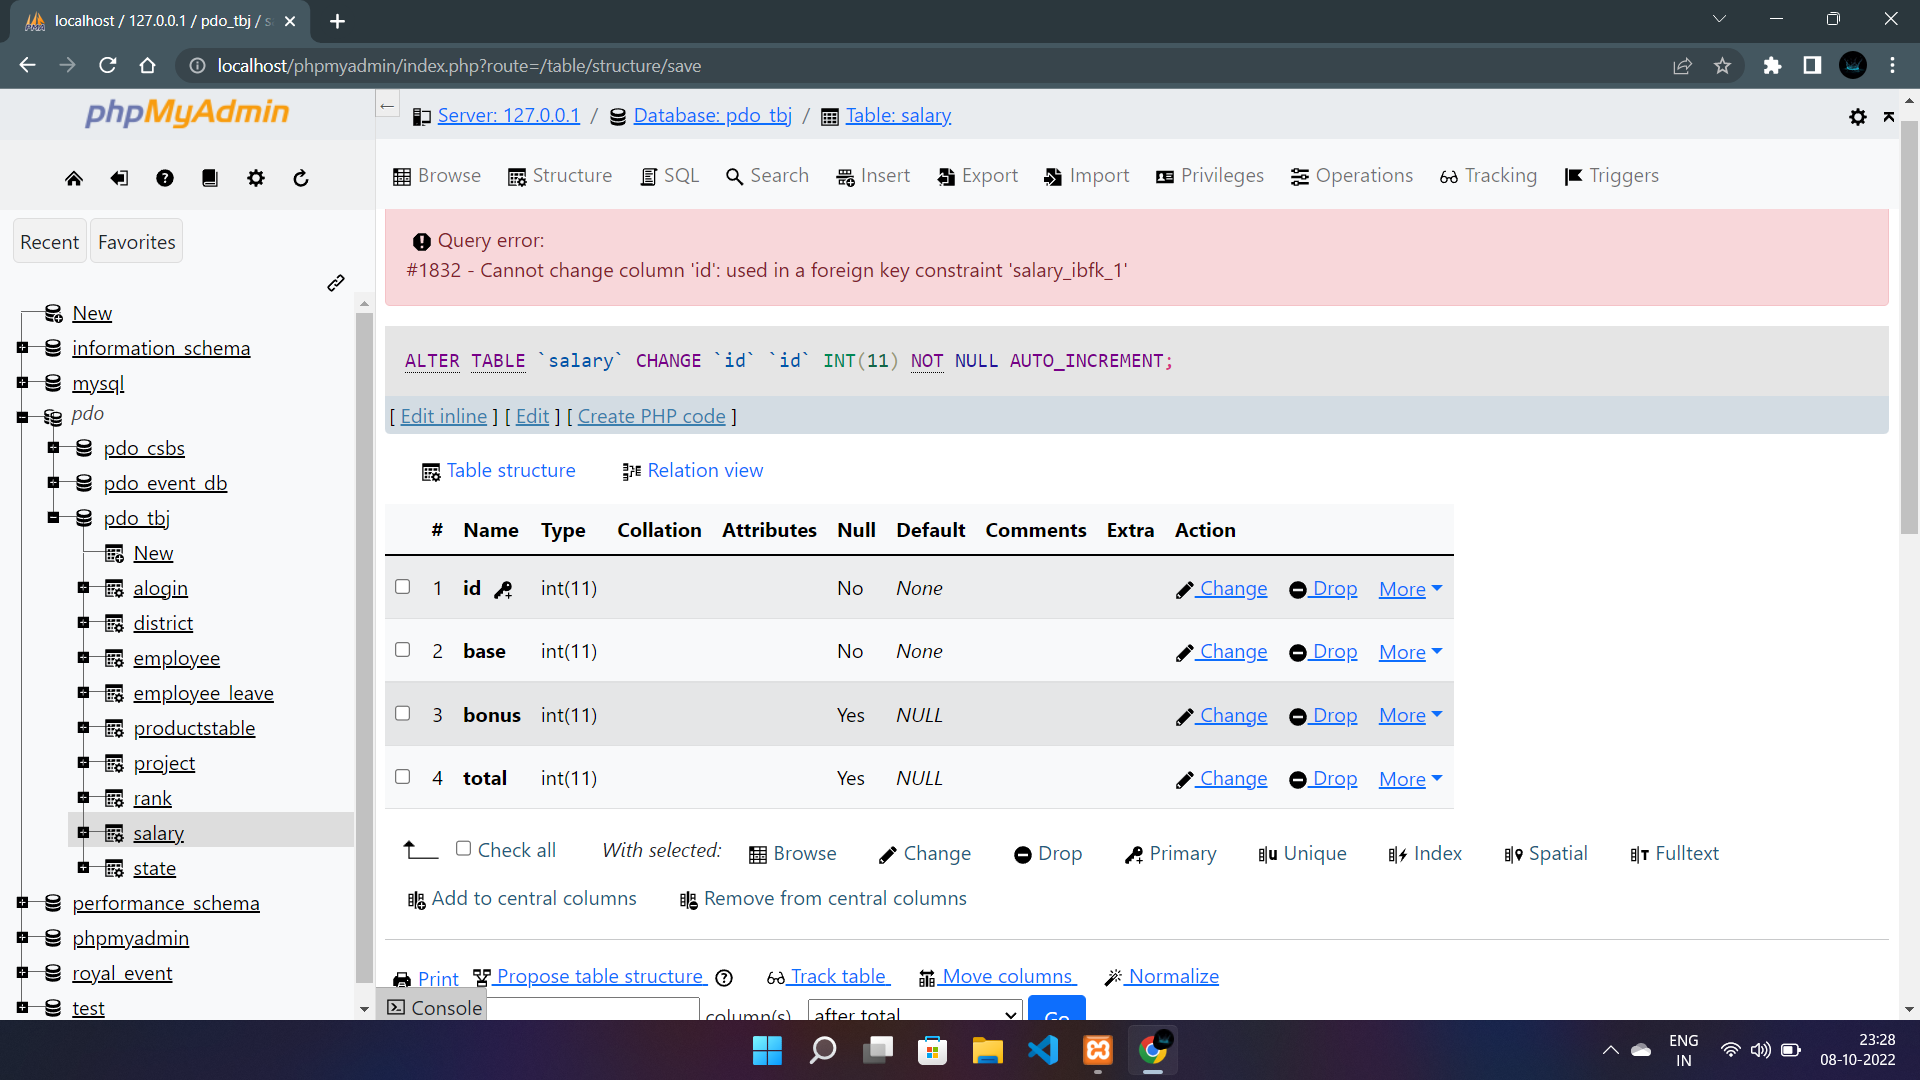 localhost / 127.0.0.1 / pdo_tbj / s
localhost/phpmyadmin/index.php?route=/table/structure/save
phpMyAdmin
Server: 127.0.0.1 / Database: pdo_tbj / Table: salary
Browse Structure SQL Search Insert Export Import Privileges Operations Tracking Triggers
Recent Favorites
New
information_schema
mysql
pdo
pdo_csbs
pdo_event_db
pdo_tbj
New
alogin
district
employee
employee_leave
productstable
project
rank
salary
state
performance_schema
phpmyadmin
royal_event
test
Query error:
#1832 - Cannot change column 'id': used in a foreign key constraint 'salary_ibfk_1'
ALTER TABLE `salary` CHANGE `id` `id` INT(11) NOT NULL AUTO_INCREMENT;
[ Edit inline ] [ Edit ] [ Create PHP code ]
Table structure Relation view
# Name Type Collation Attributes Null Default Comments Extra Action
1 id int(11) No None Change Drop More
2 base int(11) No None Change Drop More
3 bonus int(11) Yes NULL Change Drop More
4 total int(11) Yes NULL Change Drop More
Check all With selected: Browse Change Drop Primary Unique Index Spatial Fulltext
Add to central columns Remove from central columns
Print Propose table structure Track table Move columns Normalize
Console column(s) after total Go
ENG
IN
23:28
08-10-2022